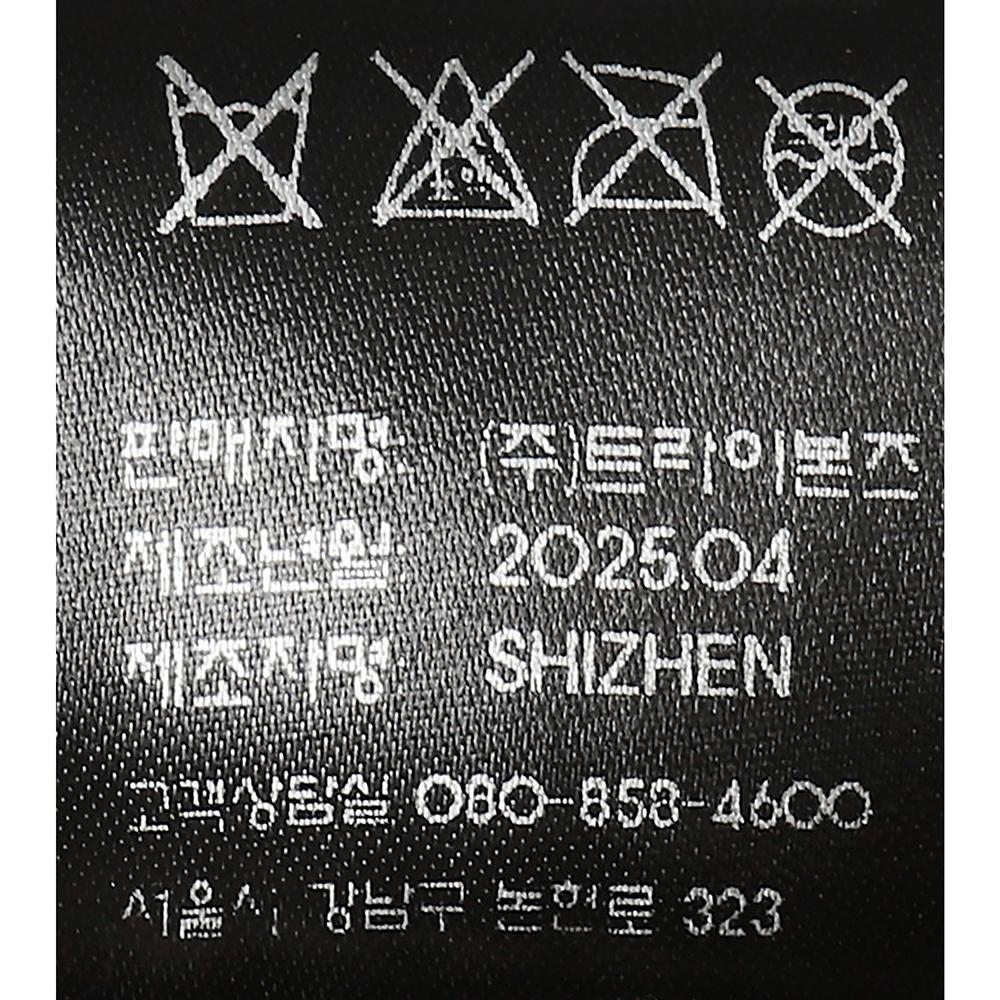 판매자명: (주)트라이본즈
제조년월: 2025.04
제조자명: SHIZHEN
고객상담실 080-858-4600
서울시 강남구 논현로 323